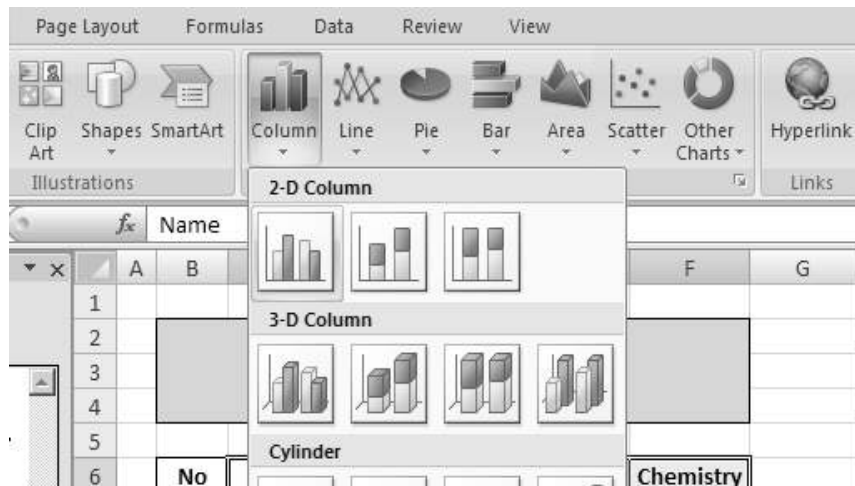 Page Layout Formulas Data Review View
Clip Art Shapes SmartArt Column Line Pie Bar Area Scatter Other Charts Hyperlink
Illustrations Links
2-D Column
fx Name
A B F G
1
3-D Column
2
3
4
5
Cylinder
6 No Chemistry